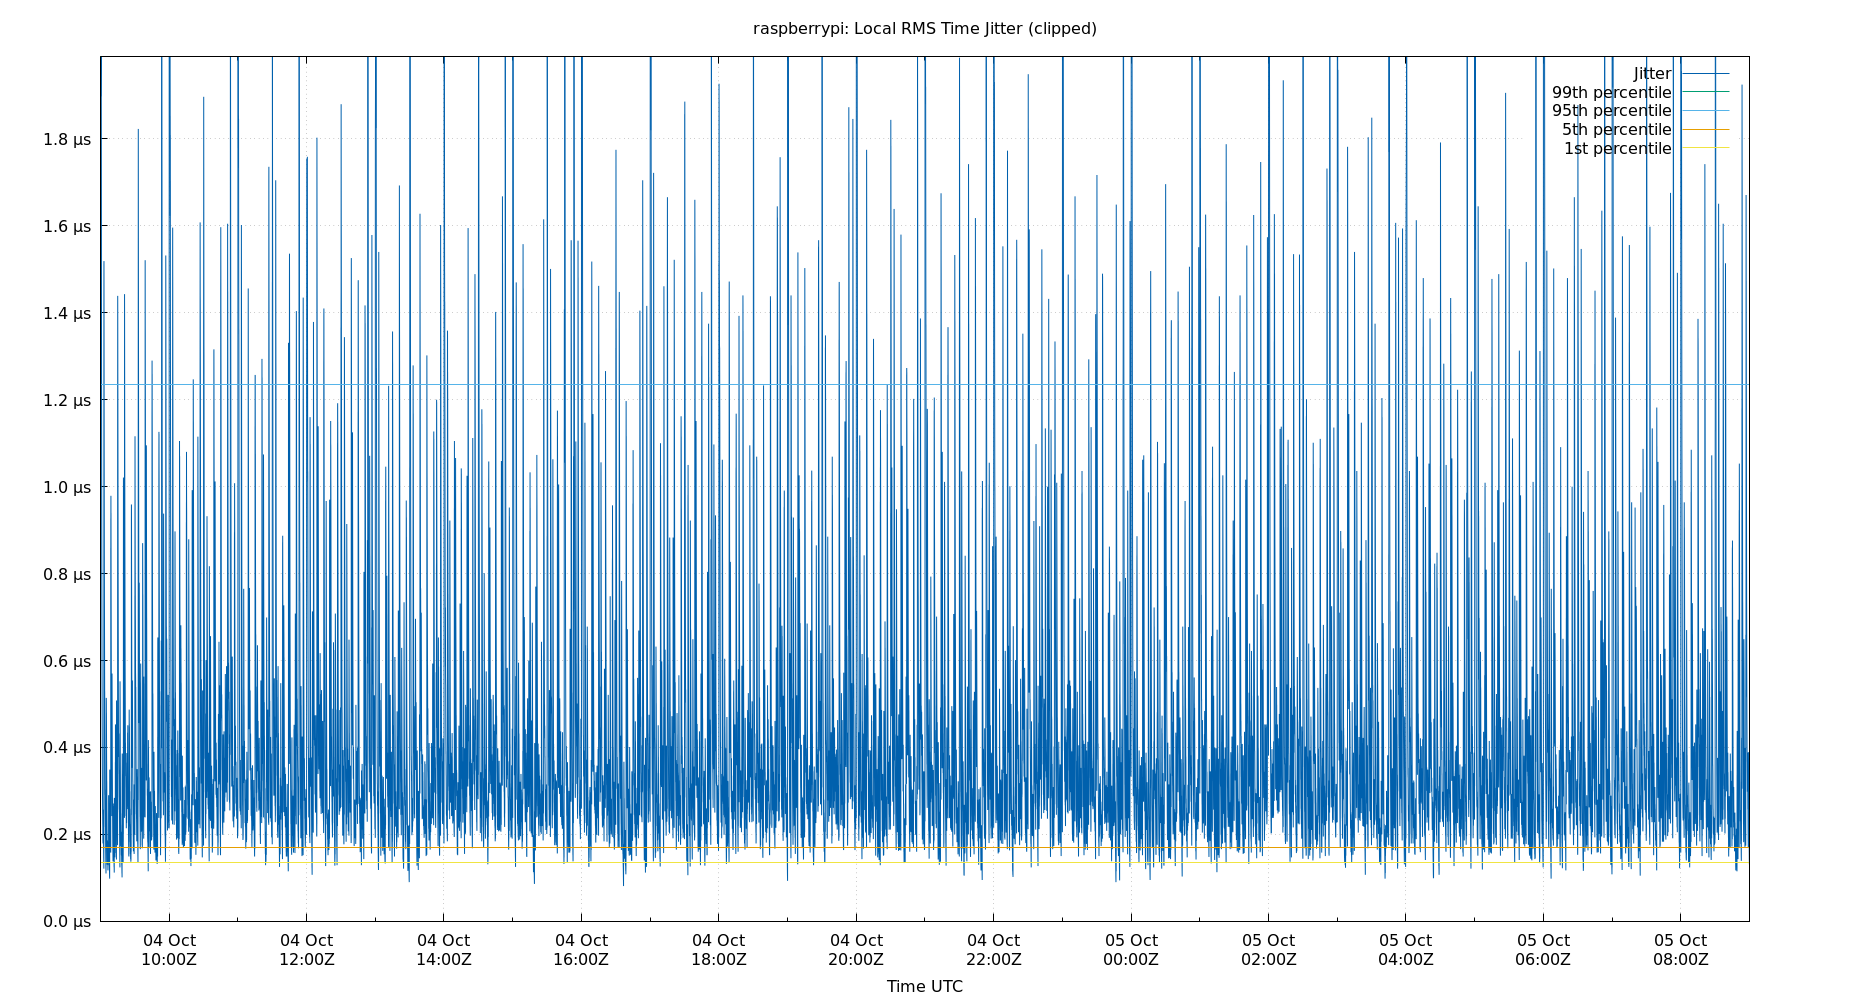 raspberrypi: Local RMS Time Jitter (clipped)
Jitter
99th percentile
95th percentile
5th percentile
1st percentile
1.8 µs
1.6 µs
1.4 µs
1.2 µs
1.0 µs
0.8 µs
0.6 µs
0.4 µs
0.2 µs
0.0 µs
04 Oct 04 Oct 04 Oct 04 Oct 04 Oct 04 Oct 04 Oct 05 Oct 05 Oct 05 Oct 05 Oct 05 Oct
10:00Z 12:00Z 14:00Z 16:00Z 18:00Z 20:00Z 22:00Z 00:00Z 02:00Z 04:00Z 06:00Z 08:00Z
Time UTC